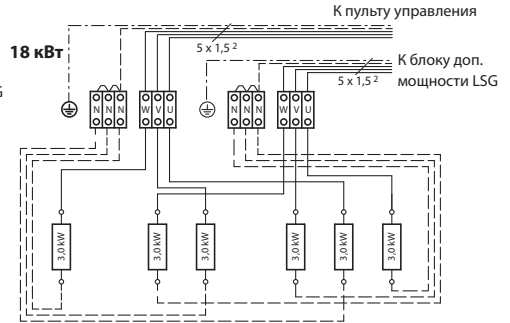 К пульту управления
5 x 1,5 ²
18 кВт
К блоку доп.
мощности LSG
5 x 1,5 ²
G
N N N W V U N N N W V U
3,0 kW 3,0 kW 3,0 kW 3,0 kW 3,0 kW 3,0 kW